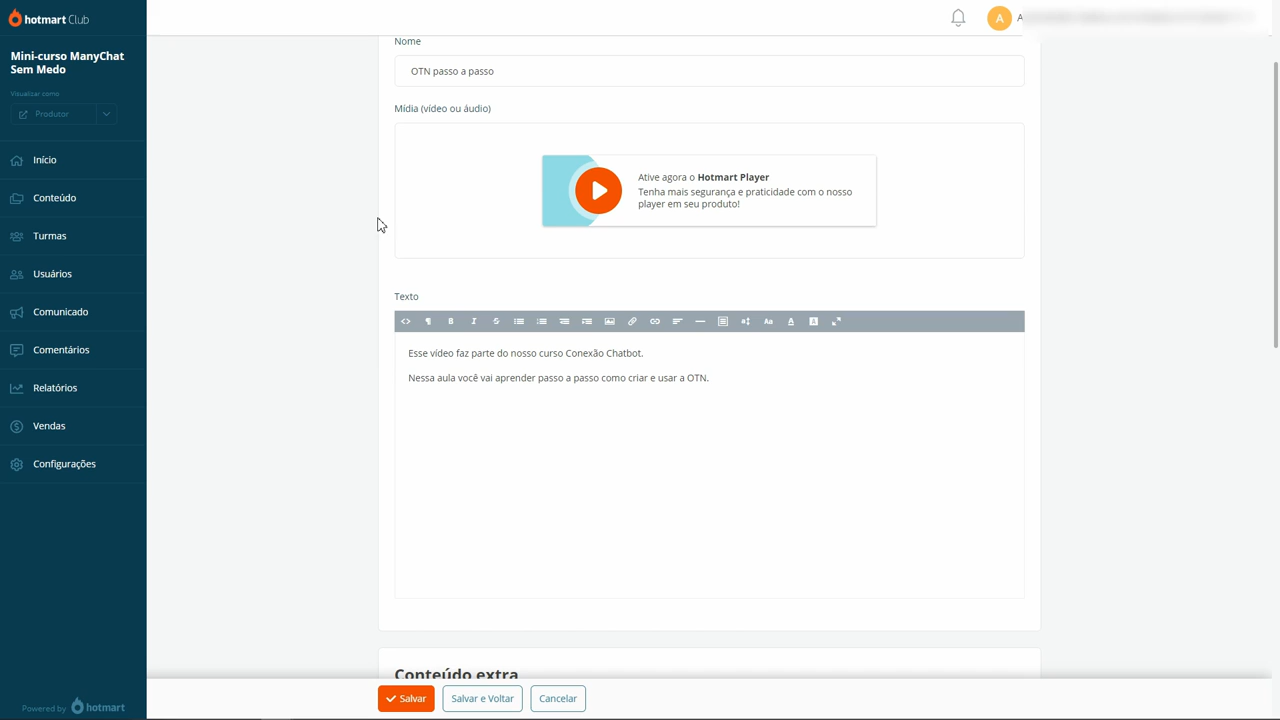 hotmart Club
A
A
Mini-curso ManyChat
Sem Medo
Visualizar como
Produtor
Início
Conteúdo
Turmas
Usuários
Comunicado
Comentários
Relatórios
Vendas
Configurações
Powered by hotmart
Nome
OTN passo a passo
Mídia (vídeo ou áudio)
Ative agora o Hotmart Player
Tenha mais segurança e praticidade com o nosso
player em seu produto!
Texto
Esse vídeo faz parte do nosso curso Conexão Chatbot.
Nessa aula você vai aprender passo a passo como criar e usar a OTN.
Conteúdo extra
Salvar
Salvar e Voltar
Cancelar